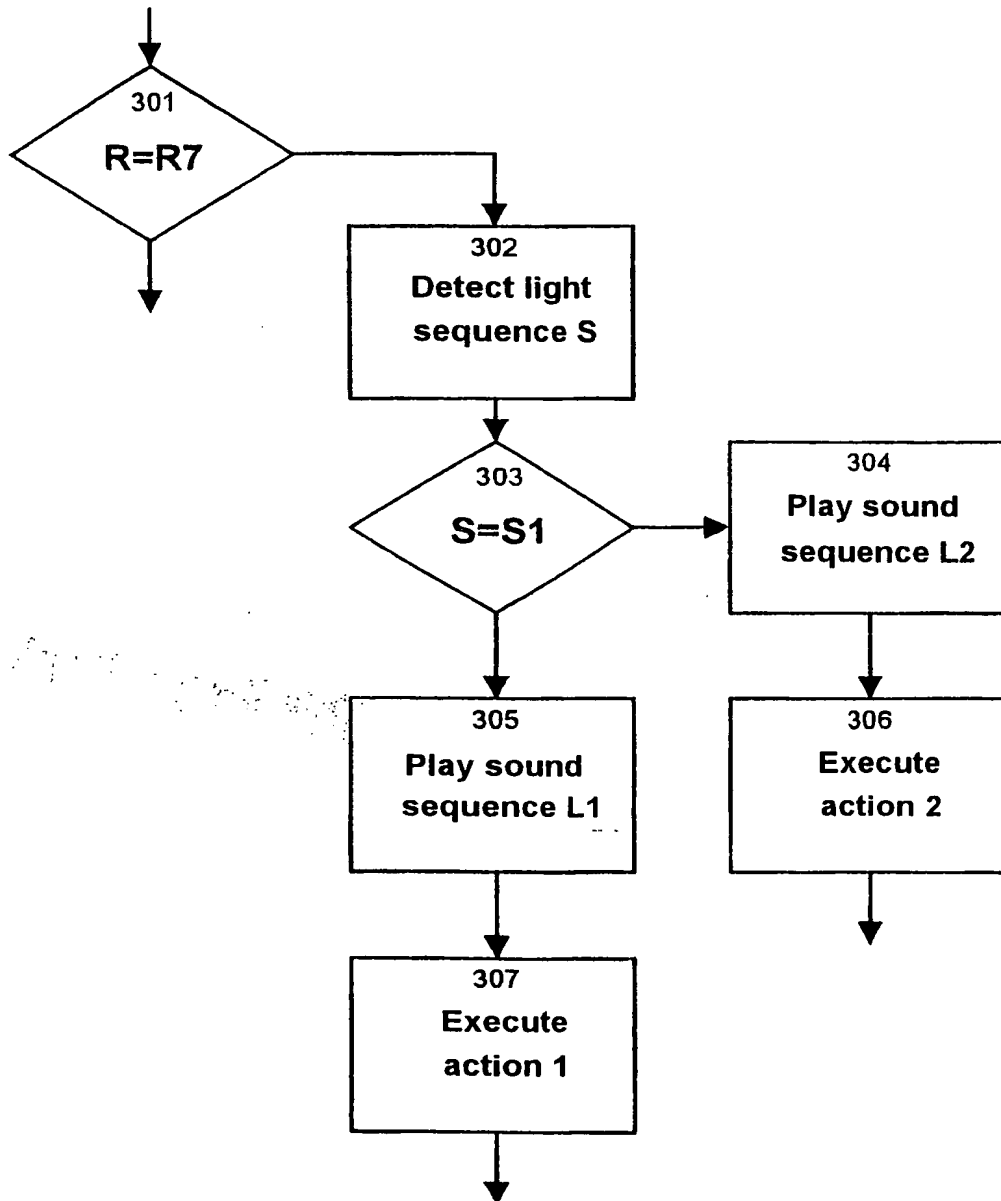 301
R=R7
302
Detect light
sequence S
303
S=S1
304
Play sound
sequence L2
305
Play sound
sequence L1
306
Execute
action 2
307
Execute
action 1